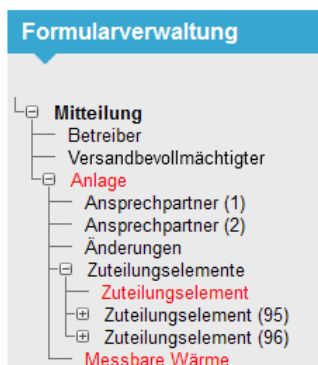 Formularverwaltung
Mitteilung
Betreiber
Versandbevollmächtigter
Anlage
Ansprechpartner (1)
Ansprechpartner (2)
Änderungen
Zuteilungselemente
Zuteilungselement
Zuteilungselement (95)
Zuteilungselement (96)
Messbare Wärme